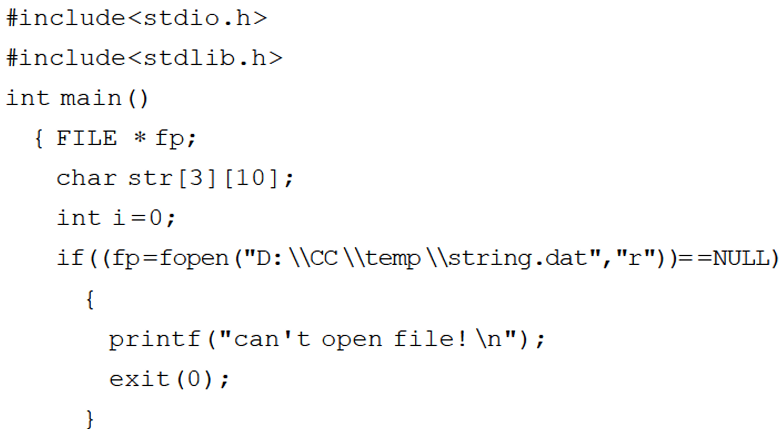 #include<stdio.h>
#include<stdlib.h>
int main()
{ FILE * fp;
char str[3][10];
int i=0;
if((fp=fopen("D:\\CC\\temp\\string.dat","r"))==NULL)
{
printf("can't open file!\n");
exit(0);
}